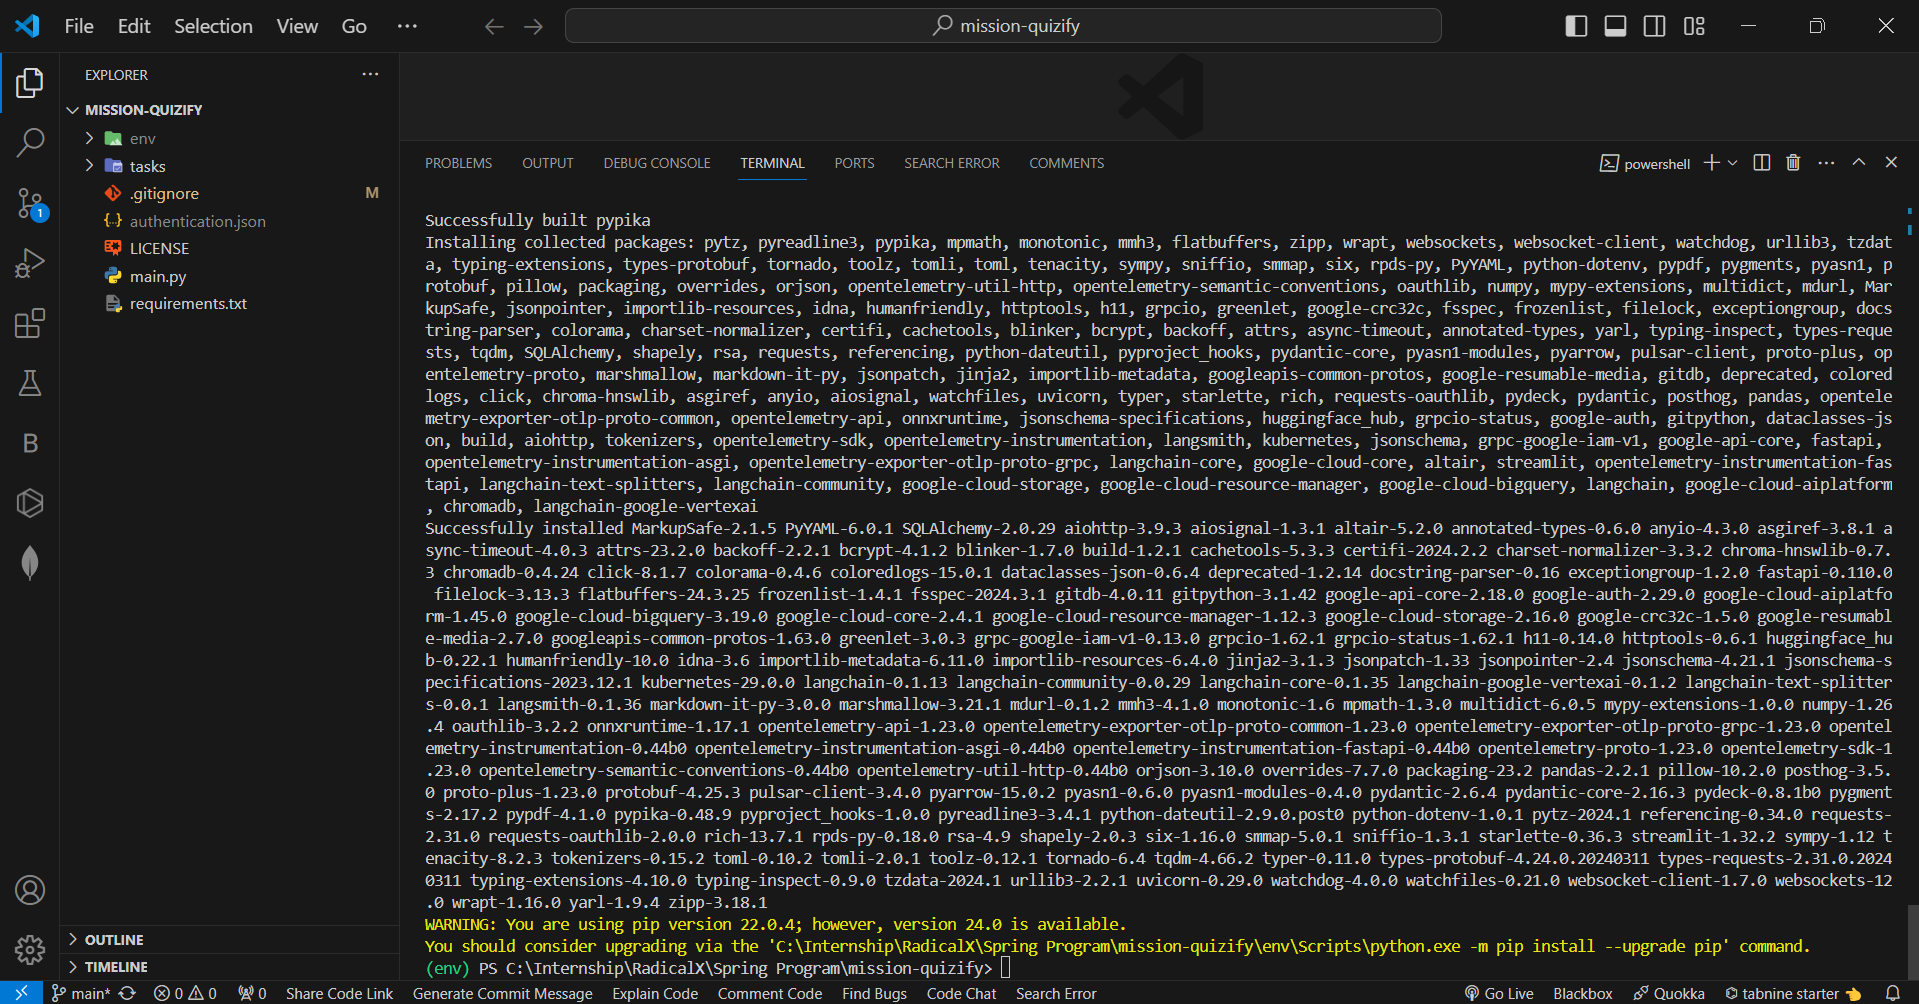 File Edit Selection View Go ···
mission-quizify
EXPLORER
MISSION-QUIZIFY
env
tasks
.gitignore M
authentication.json
LICENSE
main.py
requirements.txt
OUTLINE
TIMELINE
1
B
PROBLEMS OUTPUT DEBUG CONSOLE TERMINAL PORTS SEARCH ERROR COMMENTS
powershell
Successfully built pypika
Installing collected packages: pytz, pyreadline3, pypika, mpmath, monotonic, mmh3, flatbuffers, zipp, wrapt, websockets, websocket-client, watchdog, urllib3, tzdat
a, typing-extensions, types-protobuf, tornado, toolz, tomli, toml, tenacity, sympy, sniffio, smmap, six, rpds-py, PyYAML, python-dotenv, pypdf, pygments, pyasn1, p
rotobuf, pillow, packaging, overrides, orjson, opentelemetry-util-http, opentelemetry-semantic-conventions, oauthlib, numpy, mypy-extensions, multidict, mdurl, Mar
kupSafe, jsonpointer, importlib-resources, idna, humanfriendly, httptools, h11, grpcio, greenlet, google-crc32c, fsspec, frozenlist, filelock, exceptiongroup, docs
tring-parser, colorama, charset-normalizer, certifi, cachetools, blinker, bcrypt, backoff, attrs, async-timeout, annotated-types, yarl, typing-inspect, types-reque
sts, tqdm, SQLAlchemy, shapely, rsa, requests, referencing, python-dateutil, pyproject_hooks, pydantic-core, pyasn1-modules, pyarrow, pulsar-client, proto-plus, op
entelemetry-proto, marshmallow, markdown-it-py, jsonpatch, jinja2, importlib-metadata, googleapis-common-protos, google-resumable-media, gitdb, deprecated, colored
logs, click, chroma-hnswlib, asgiref, anyio, aiosignal, watchfiles, uvicorn, typer, starlette, rich, requests-oauthlib, pydeck, pydantic, posthog, pandas, opentele
metry-exporter-otlp-proto-common, opentelemetry-api, onnxruntime, jsonschema-specifications, huggingface_hub, grpcio-status, google-auth, gitpython, dataclasses-js
on, build, aiohttp, tokenizers, opentelemetry-sdk, opentelemetry-instrumentation, langsmith, kubernetes, jsonschema, grpc-google-iam-v1, google-api-core, fastapi,
opentelemetry-instrumentation-asgi, opentelemetry-exporter-otlp-proto-grpc, langchain-core, google-cloud-core, altair, streamlit, opentelemetry-instrumentation-fas
tapi, langchain-text-splitters, langchain-community, google-cloud-storage, google-cloud-resource-manager, google-cloud-bigquery, langchain, google-cloud-aiplatform
, chromadb, langchain-google-vertexai
Successfully installed MarkupSafe-2.1.5 PyYAML-6.0.1 SQLAlchemy-2.0.29 aiohttp-3.9.3 aiosignal-1.3.1 altair-5.2.0 annotated-types-0.6.0 anyio-4.3.0 asgiref-3.8.1 a
sync-timeout-4.0.3 attrs-23.2.0 backoff-2.2.1 bcrypt-4.1.2 blinker-1.7.0 build-1.2.1 cachetools-5.3.3 certifi-2024.2.2 charset-normalizer-3.3.2 chroma-hnswlib-0.7.
3 chromadb-0.4.24 click-8.1.7 colorama-0.4.6 coloredlogs-15.0.1 dataclasses-json-0.6.4 deprecated-1.2.14 docstring-parser-0.16 exceptiongroup-1.2.0 fastapi-0.110.0
filelock-3.13.3 flatbuffers-24.3.25 frozenlist-1.4.1 fsspec-2024.3.1 gitdb-4.0.11 gitpython-3.1.42 google-api-core-2.18.0 google-auth-2.29.0 google-cloud-aiplatfo
rm-1.45.0 google-cloud-bigquery-3.19.0 google-cloud-core-2.4.1 google-cloud-resource-manager-1.12.3 google-cloud-storage-2.16.0 google-crc32c-1.5.0 google-resumabl
e-media-2.7.0 googleapis-common-protos-1.63.0 greenlet-3.0.3 grpc-google-iam-v1-0.13.0 grpcio-1.62.1 grpcio-status-1.62.1 h11-0.14.0 httptools-0.6.1 huggingface_hu
b-0.22.1 humanfriendly-10.0 idna-3.6 importlib-metadata-6.11.0 importlib-resources-6.4.0 jinja2-3.1.3 jsonpatch-1.33 jsonpointer-2.4 jsonschema-4.21.1 jsonschema-s
pecifications-2023.12.1 kubernetes-29.0.0 langchain-0.1.13 langchain-community-0.0.29 langchain-core-0.1.35 langchain-google-vertexai-0.1.2 langchain-text-splitter
s-0.0.1 langsmith-0.1.36 markdown-it-py-3.0.0 marshmallow-3.21.1 mdurl-0.1.2 mmh3-4.1.0 monotonic-1.6 mpmath-1.3.0 multidict-6.0.5 mypy-extensions-1.0.0 numpy-1.26
.4 oauthlib-3.2.2 onnxruntime-1.17.1 opentelemetry-api-1.23.0 opentelemetry-exporter-otlp-proto-common-1.23.0 opentelemetry-exporter-otlp-proto-grpc-1.23.0 opentel
emetry-instrumentation-0.44b0 opentelemetry-instrumentation-asgi-0.44b0 opentelemetry-instrumentation-fastapi-0.44b0 opentelemetry-proto-1.23.0 opentelemetry-sdk-1
.23.0 opentelemetry-semantic-conventions-0.44b0 opentelemetry-util-http-0.44b0 orjson-3.10.0 overrides-7.7.0 packaging-23.2 pandas-2.2.1 pillow-10.2.0 posthog-3.5.
0 proto-plus-1.23.0 protobuf-4.25.3 pulsar-client-3.4.0 pyarrow-15.0.2 pyasn1-0.6.0 pyasn1-modules-0.4.0 pydantic-2.6.4 pydantic-core-2.16.3 pydeck-0.8.1b0 pygment
s-2.17.2 pypdf-4.1.0 pypika-0.48.9 pyproject_hooks-1.0.0 pyreadline3-3.4.1 python-dateutil-2.9.0.post0 python-dotenv-1.0.1 pytz-2024.1 referencing-0.34.0 requests-
2.31.0 requests-oauthlib-2.0.0 rich-13.7.1 rpds-py-0.18.0 rsa-4.9 shapely-2.0.3 six-1.16.0 smmap-5.0.1 sniffio-1.3.1 starlette-0.36.3 streamlit-1.32.2 sympy-1.12 t
enacity-8.2.3 tokenizers-0.15.2 toml-0.10.2 tomli-2.0.1 toolz-0.12.1 tornado-6.4 tqdm-4.66.2 typer-0.11.0 types-protobuf-4.24.0.20240311 types-requests-2.31.0.2024
0311 typing-extensions-4.10.0 typing-inspect-0.9.0 tzdata-2024.1 urllib3-2.2.1 uvicorn-0.29.0 watchdog-4.0.0 watchfiles-0.21.0 websocket-client-1.7.0 websockets-12
.0 wrapt-1.16.0 yarl-1.9.4 zipp-3.18.1
WARNING: You are using pip version 22.0.4; however, version 24.0 is available.
You should consider upgrading via the 'C:\Internship\RadicalX\Spring Program\mission-quizify\env\Scripts\python.exe -m pip install --upgrade pip' command.
(env) PS C:\Internship\RadicalX\Spring Program\mission-quizify>
main* 0 0 0 Share Code Link Generate Commit Message Explain Code Comment Code Find Bugs Code Chat Search Error Go Live Blackbox Quokka tabnine starter